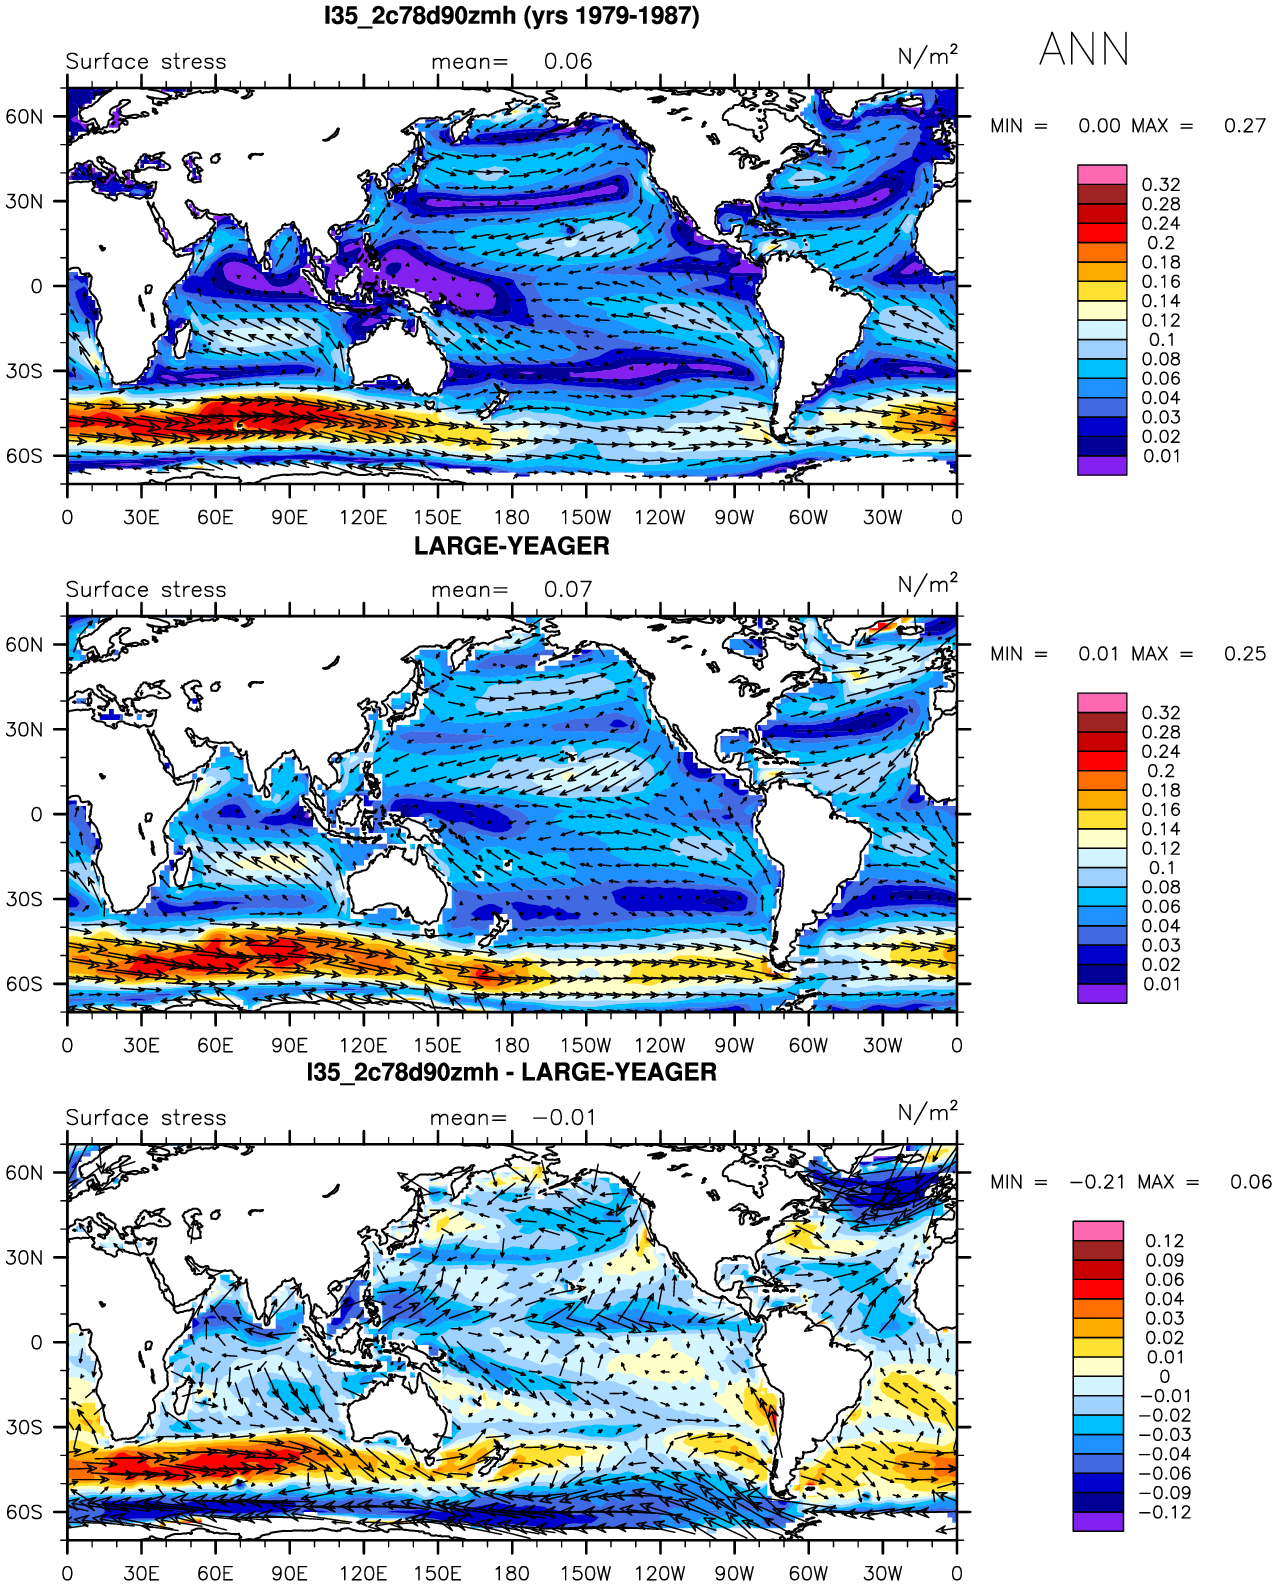 I35_2c78d90zmh (yrs 1979-1987)
Surface stress mean= 0.06 N/m²
ANN
MIN = 0.00 MAX = 0.27
60N
30N
0
30S
60S
0 30E 60E 90E 120E 150E 180 150W 120W 90W 60W 30W 0
0.32
0.28
0.24
0.2
0.18
0.16
0.14
0.12
0.1
0.08
0.06
0.04
0.03
0.02
0.01
LARGE-YEAGER
Surface stress mean= 0.07 N/m²
MIN = 0.01 MAX = 0.25
60N
30N
0
30S
60S
0 30E 60E 90E 120E 150E 180 150W 120W 90W 60W 30W 0
0.32
0.28
0.24
0.2
0.18
0.16
0.14
0.12
0.1
0.08
0.06
0.04
0.03
0.02
0.01
I35_2c78d90zmh - LARGE-YEAGER
Surface stress mean= −0.01 N/m²
MIN = −0.21 MAX = 0.06
60N
30N
0
30S
60S
0 30E 60E 90E 120E 150E 180 150W 120W 90W 60W 30W 0
0.12
0.09
0.06
0.04
0.03
0.02
0.01
0
−0.01
−0.02
−0.03
−0.04
−0.06
−0.09
−0.12